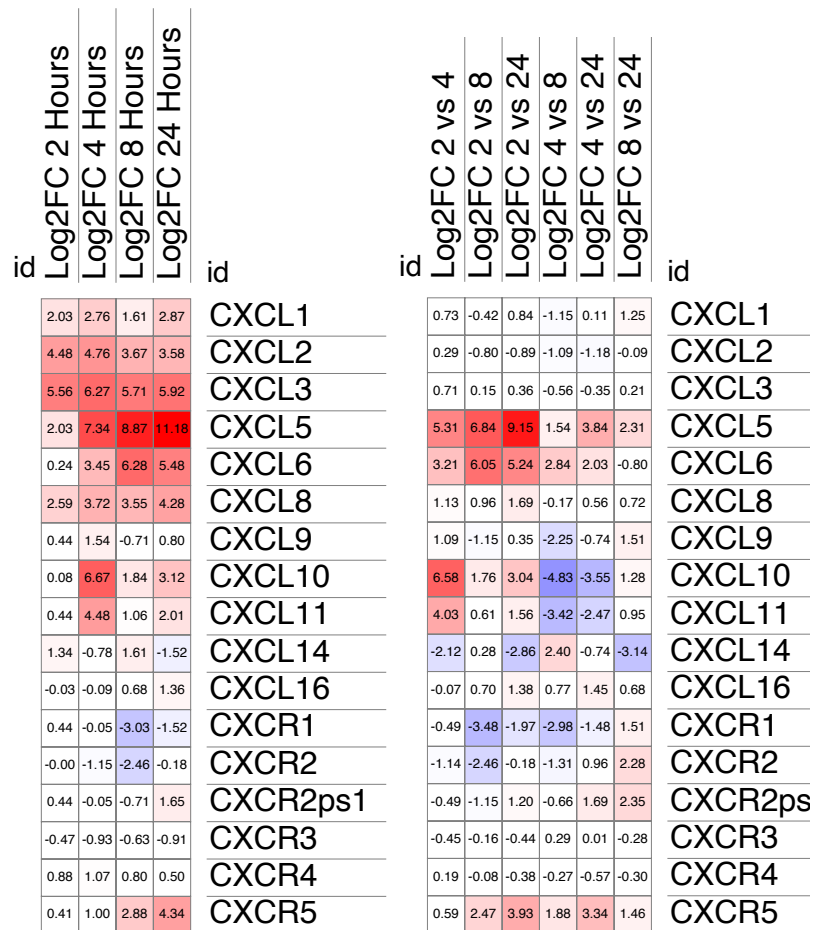 id Log2FC 2 Hours Log2FC 4 Hours Log2FC 8 Hours Log2FC 24 Hours id
2.03 2.76 1.61 2.87 CXCL1
4.48 4.76 3.67 3.58 CXCL2
5.56 6.27 5.71 5.92 CXCL3
2.03 7.34 8.87 11.18 CXCL5
0.24 3.45 6.28 5.48 CXCL6
2.59 3.72 3.55 4.28 CXCL8
0.44 1.54 -0.71 0.80 CXCL9
0.08 6.67 1.84 3.12 CXCL10
0.44 4.48 1.06 2.01 CXCL11
1.34 -0.78 1.61 -1.52 CXCL14
-0.03 -0.09 0.68 1.36 CXCL16
0.44 -0.05 -3.03 -1.52 CXCR1
-0.00 -1.15 -2.46 -0.18 CXCR2
0.44 -0.05 -0.71 1.65 CXCR2ps1
-0.47 -0.93 -0.63 -0.91 CXCR3
0.88 1.07 0.80 0.50 CXCR4
0.41 1.00 2.88 4.34 CXCR5
id Log2FC 2 vs 4 Log2FC 2 vs 8 Log2FC 2 vs 24 Log2FC 4 vs 8 Log2FC 4 vs 24 Log2FC 8 vs 24 id
0.73 -0.42 0.84 -1.15 0.11 1.25 CXCL1
0.29 -0.80 -0.89 -1.09 -1.18 -0.09 CXCL2
0.71 0.15 0.36 -0.56 -0.35 0.21 CXCL3
5.31 6.84 9.15 1.54 3.84 2.31 CXCL5
3.21 6.05 5.24 2.84 2.03 -0.80 CXCL6
1.13 0.96 1.69 -0.17 0.56 0.72 CXCL8
1.09 -1.15 0.35 -2.25 -0.74 1.51 CXCL9
6.58 1.76 3.04 -4.83 -3.55 1.28 CXCL10
4.03 0.61 1.56 -3.42 -2.47 0.95 CXCL11
-2.12 0.28 -2.86 2.40 -0.74 -3.14 CXCL14
-0.07 0.70 1.38 0.77 1.45 0.68 CXCL16
-0.49 -3.48 -1.97 -2.98 -1.48 1.51 CXCR1
-1.14 -2.46 -0.18 -1.31 0.96 2.28 CXCR2
-0.49 -1.15 1.20 -0.66 1.69 2.35 CXCR2ps
-0.45 -0.16 -0.44 0.29 0.01 -0.28 CXCR3
0.19 -0.08 -0.38 -0.27 -0.57 -0.30 CXCR4
0.59 2.47 3.93 1.88 3.34 1.46 CXCR5